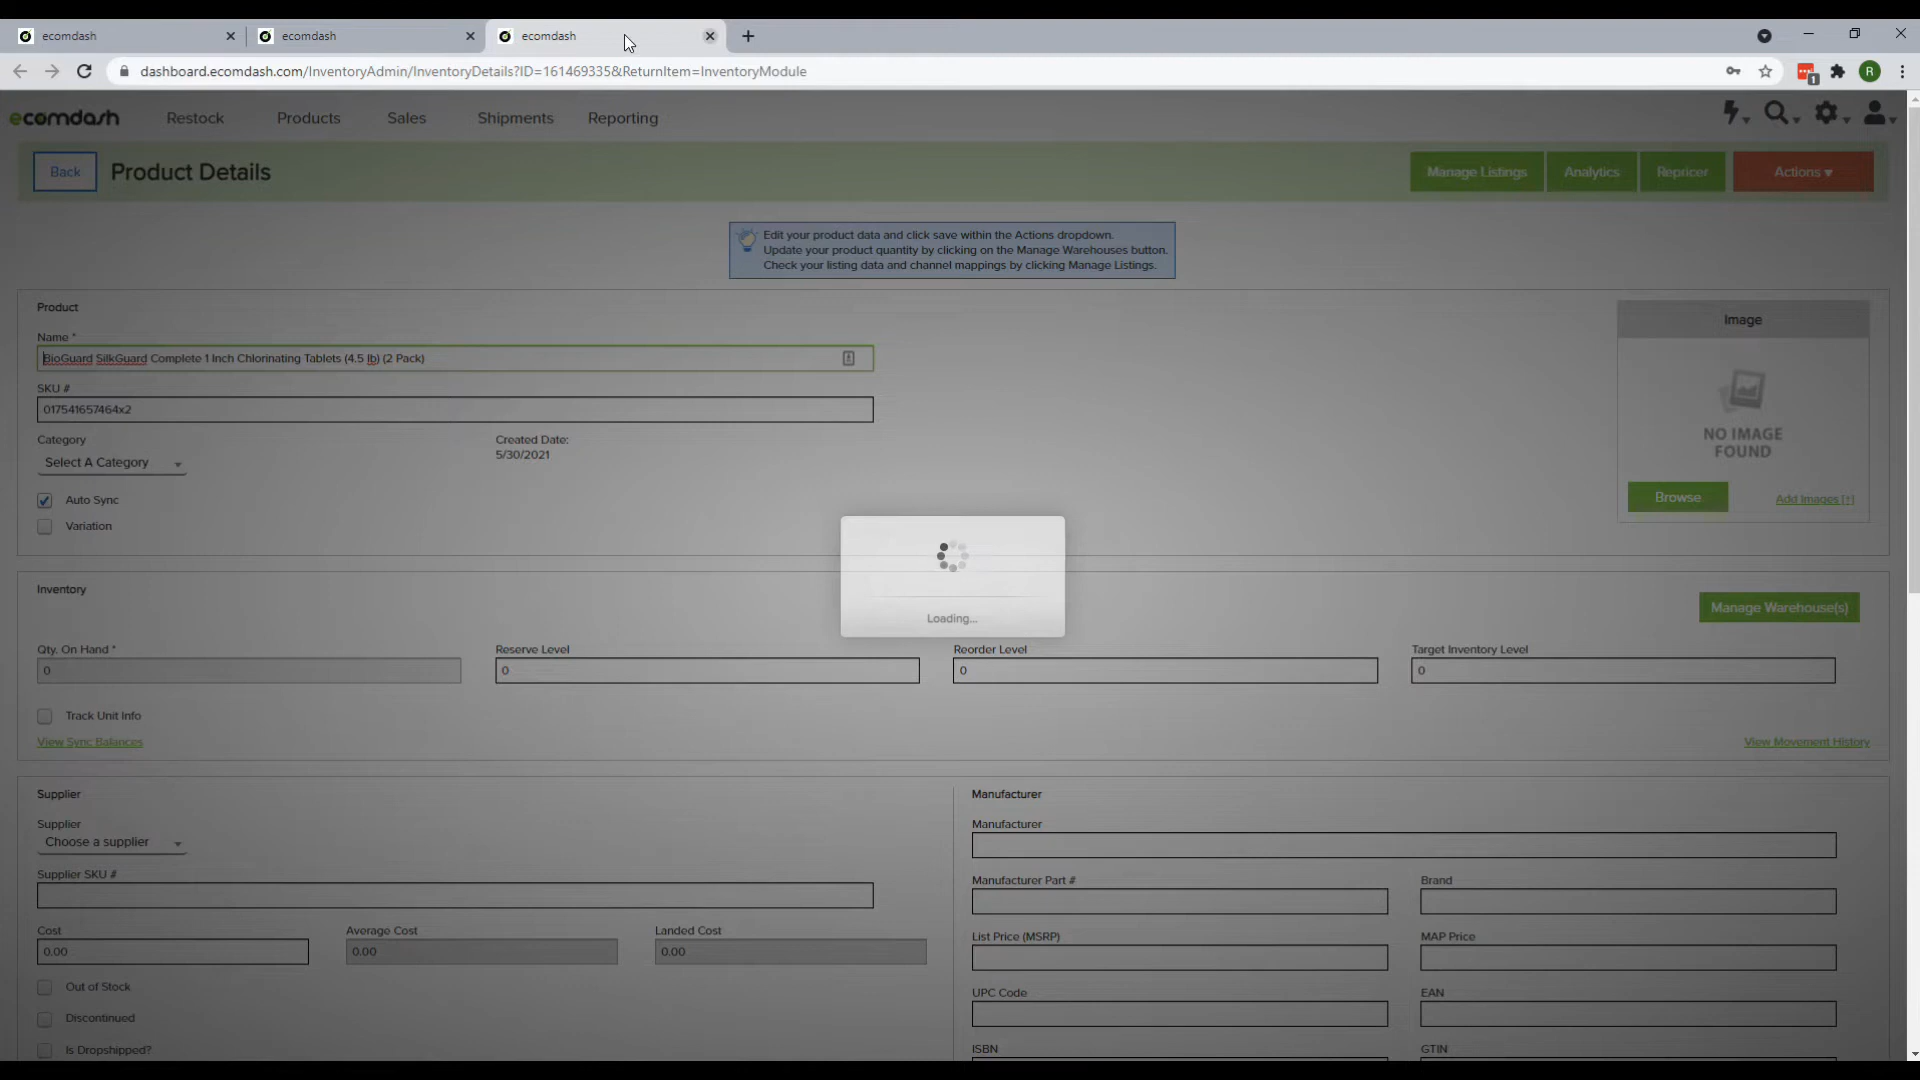 ecomdash
ecomdash
ecomdash
dashboard.ecomdash.com/InventoryAdmin/InventoryDetails?ID=161469335&ReturnItem=InventoryModule
1
R
ecomdash
Restock
Products
Sales
Shipments
Reporting
Back
Product Details
Manage Listings
Analytics
Repricer
Actions ▾
Edit your product data and click save within the Actions dropdown.
Update your product quantity by clicking on the Manage Warehouses button.
Check your listing data and channel mappings by clicking Manage Listings.
Product
Name *
BioGuard SilkGuard Complete 1 Inch Chlorinating Tablets (4.5 lb) (2 Pack)
SKU #
017541657464x2
Category
Select A Category
Created Date:
5/30/2021
Auto Sync
Variation
Image
NO IMAGE
FOUND
Browse
Add Images [+]
Loading...
Inventory
Manage Warehouse(s)
Qty. On Hand *
0
Reserve Level
0
Reorder Level
0
Target Inventory Level
0
Track Unit Info
View Sync Balances
View Movement History
Supplier
Supplier
Choose a supplier
Supplier SKU #
Cost
0.00
Average Cost
0.00
Landed Cost
0.00
Out of Stock
Discontinued
Is Dropshipped?
Manufacturer
Manufacturer
Manufacturer Part #
Brand
List Price (MSRP)
MAP Price
UPC Code
EAN
ISBN
GTIN